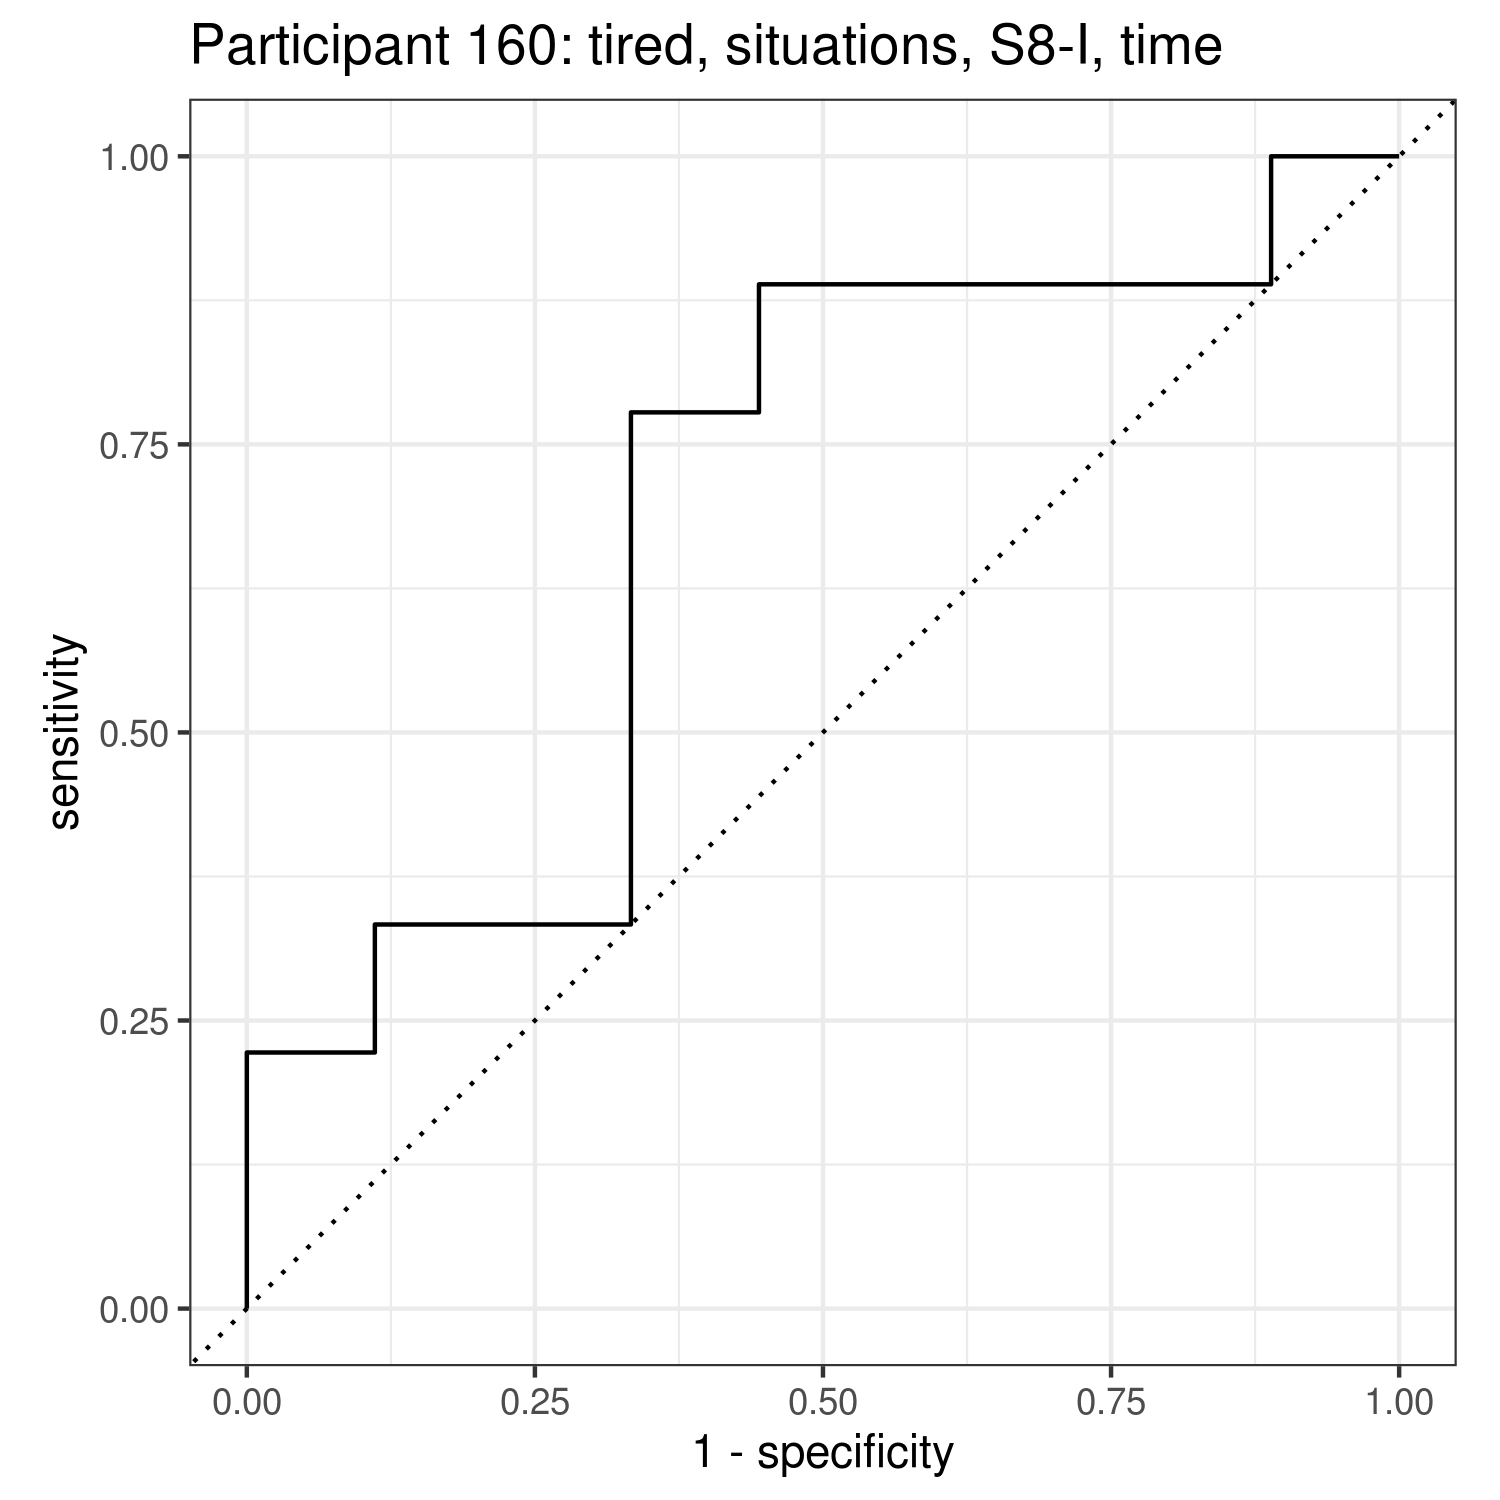 Participant 160: tired, situations, S8-I, time
1.00
0.75
0.50
0.25
0.00
sensitivity
0.00 0.25 0.50 0.75 1.00
1 - specificity